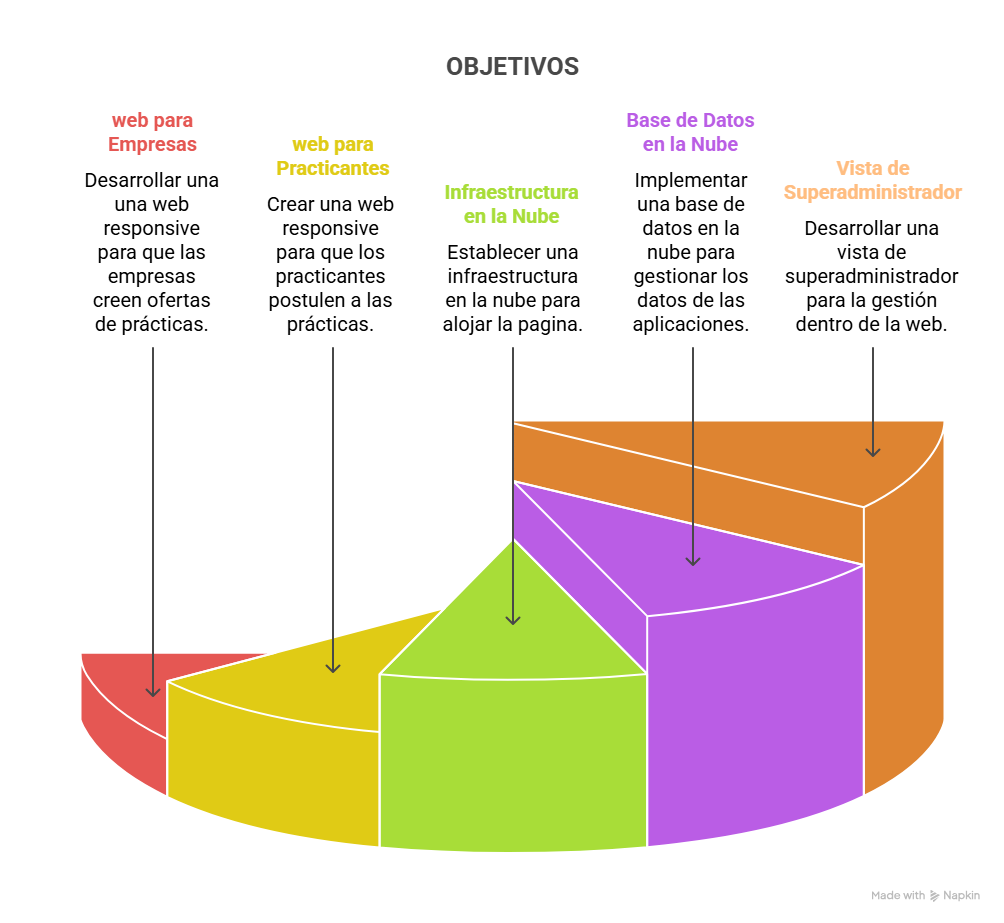 OBJETIVOS
web para
Empresas
Desarrollar una
una web
responsive
para que las
empresas
creen ofertas
de prácticas.
web para
Practicantes
Crear una web
responsive
para que los
practicantes
postulen a las
prácticas.
Infraestructura
en la Nube
Establecer una
infraestructura
en la nube para
alojar la pagina.
Base de Datos
en la Nube
Implementar
una base de
datos en la
nube para
gestionar los
datos de las
aplicaciones.
Vista de
Superadministrador
Desarrollar una
vista de
superadministrador
para la gestión
dentro de la web.
Made with Napkin